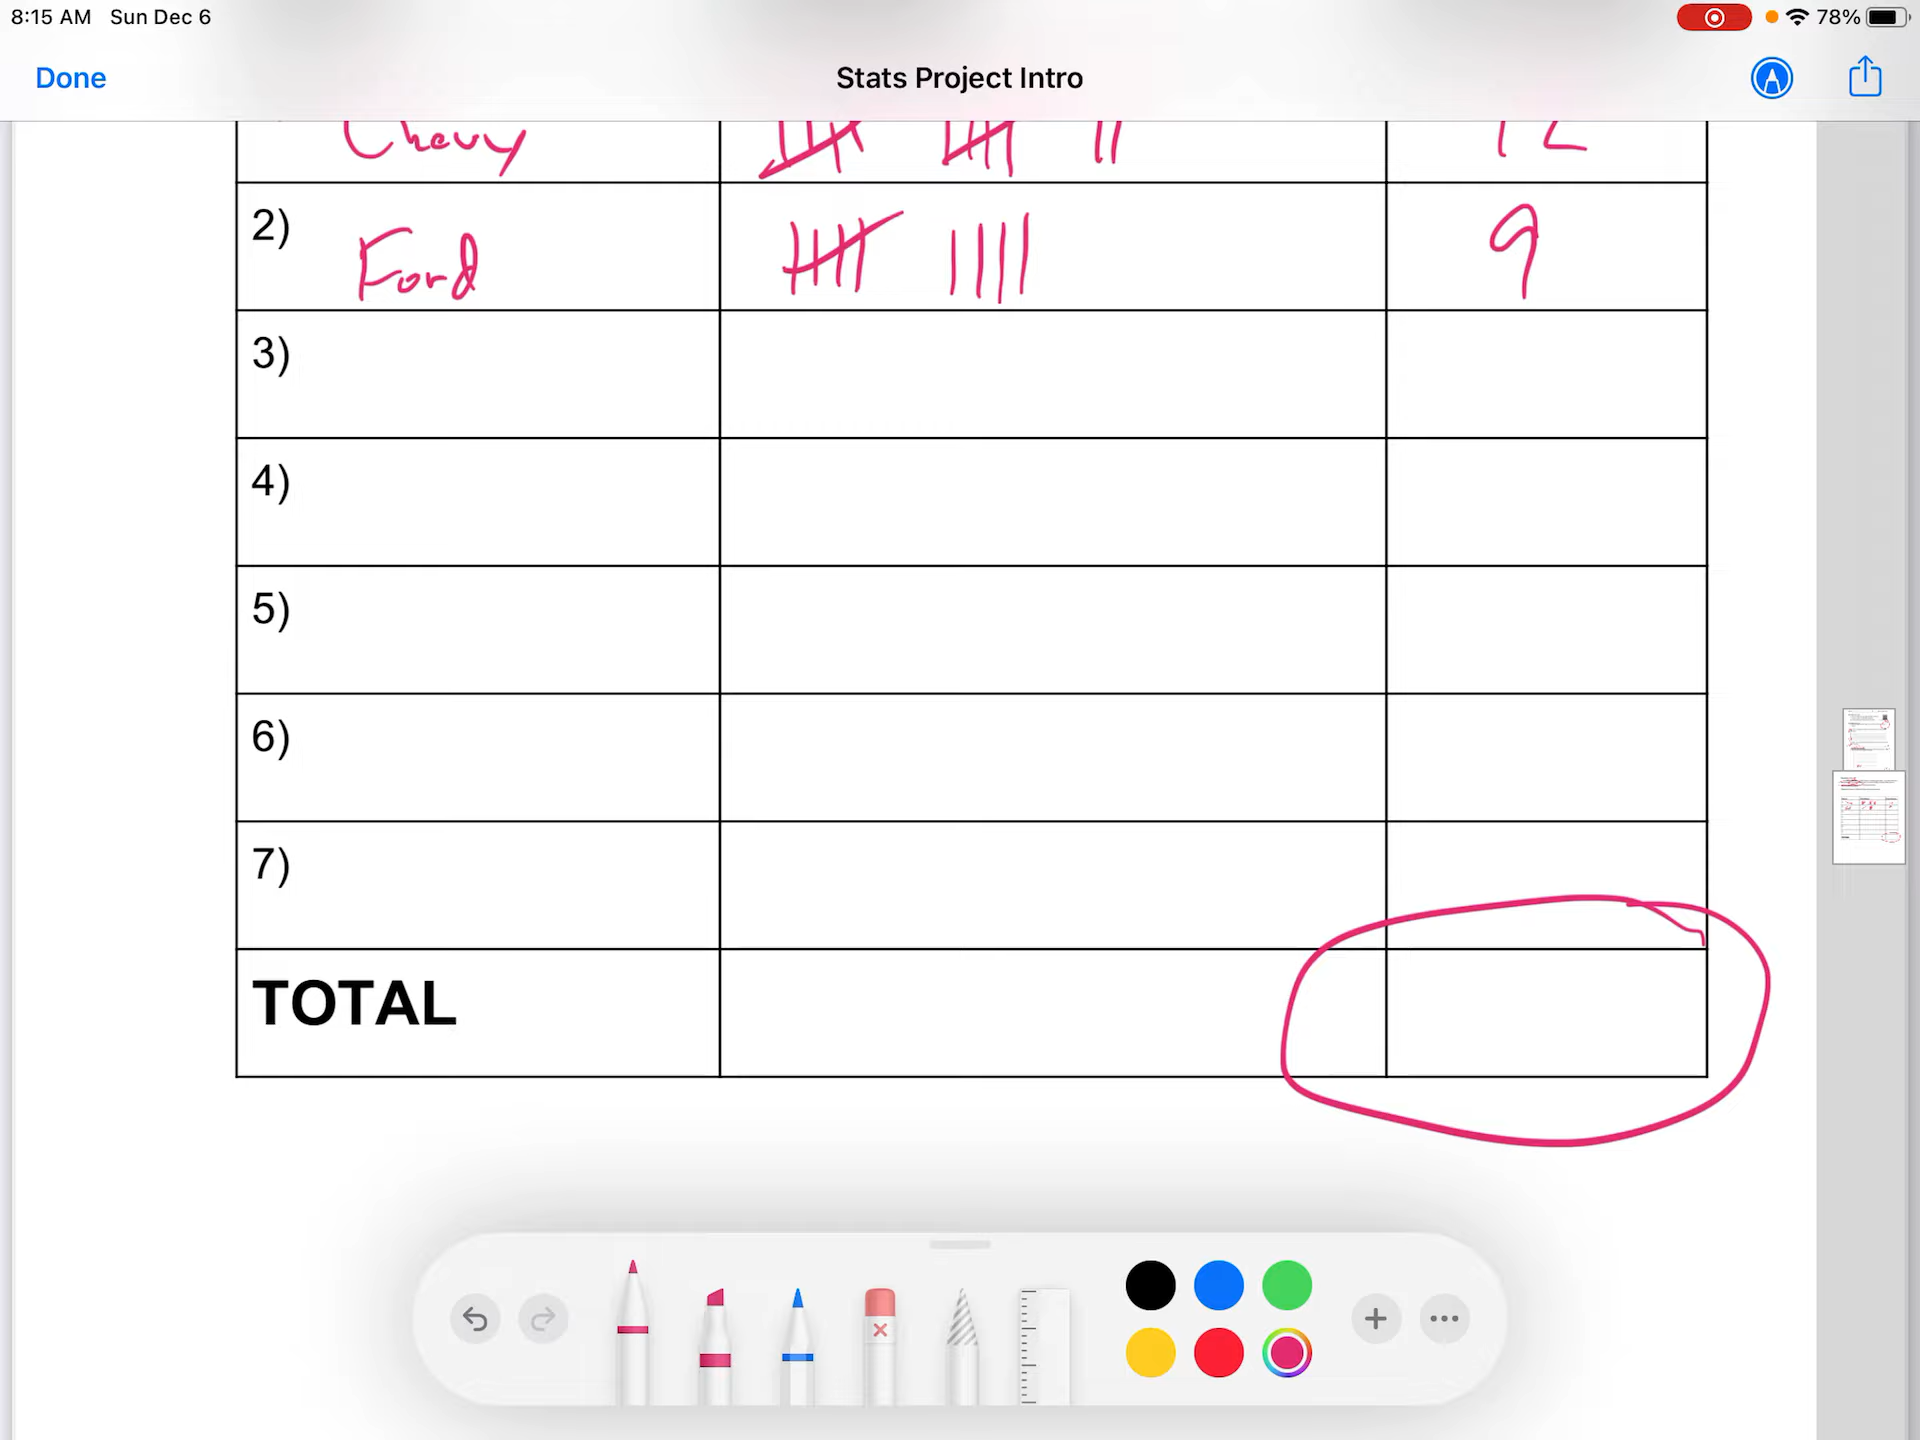 8:15 AM Sun Dec 6 78%
Done Stats Project Intro
Chevy 12
2) Ford 9
3)
4)
5)
6)
7)
TOTAL